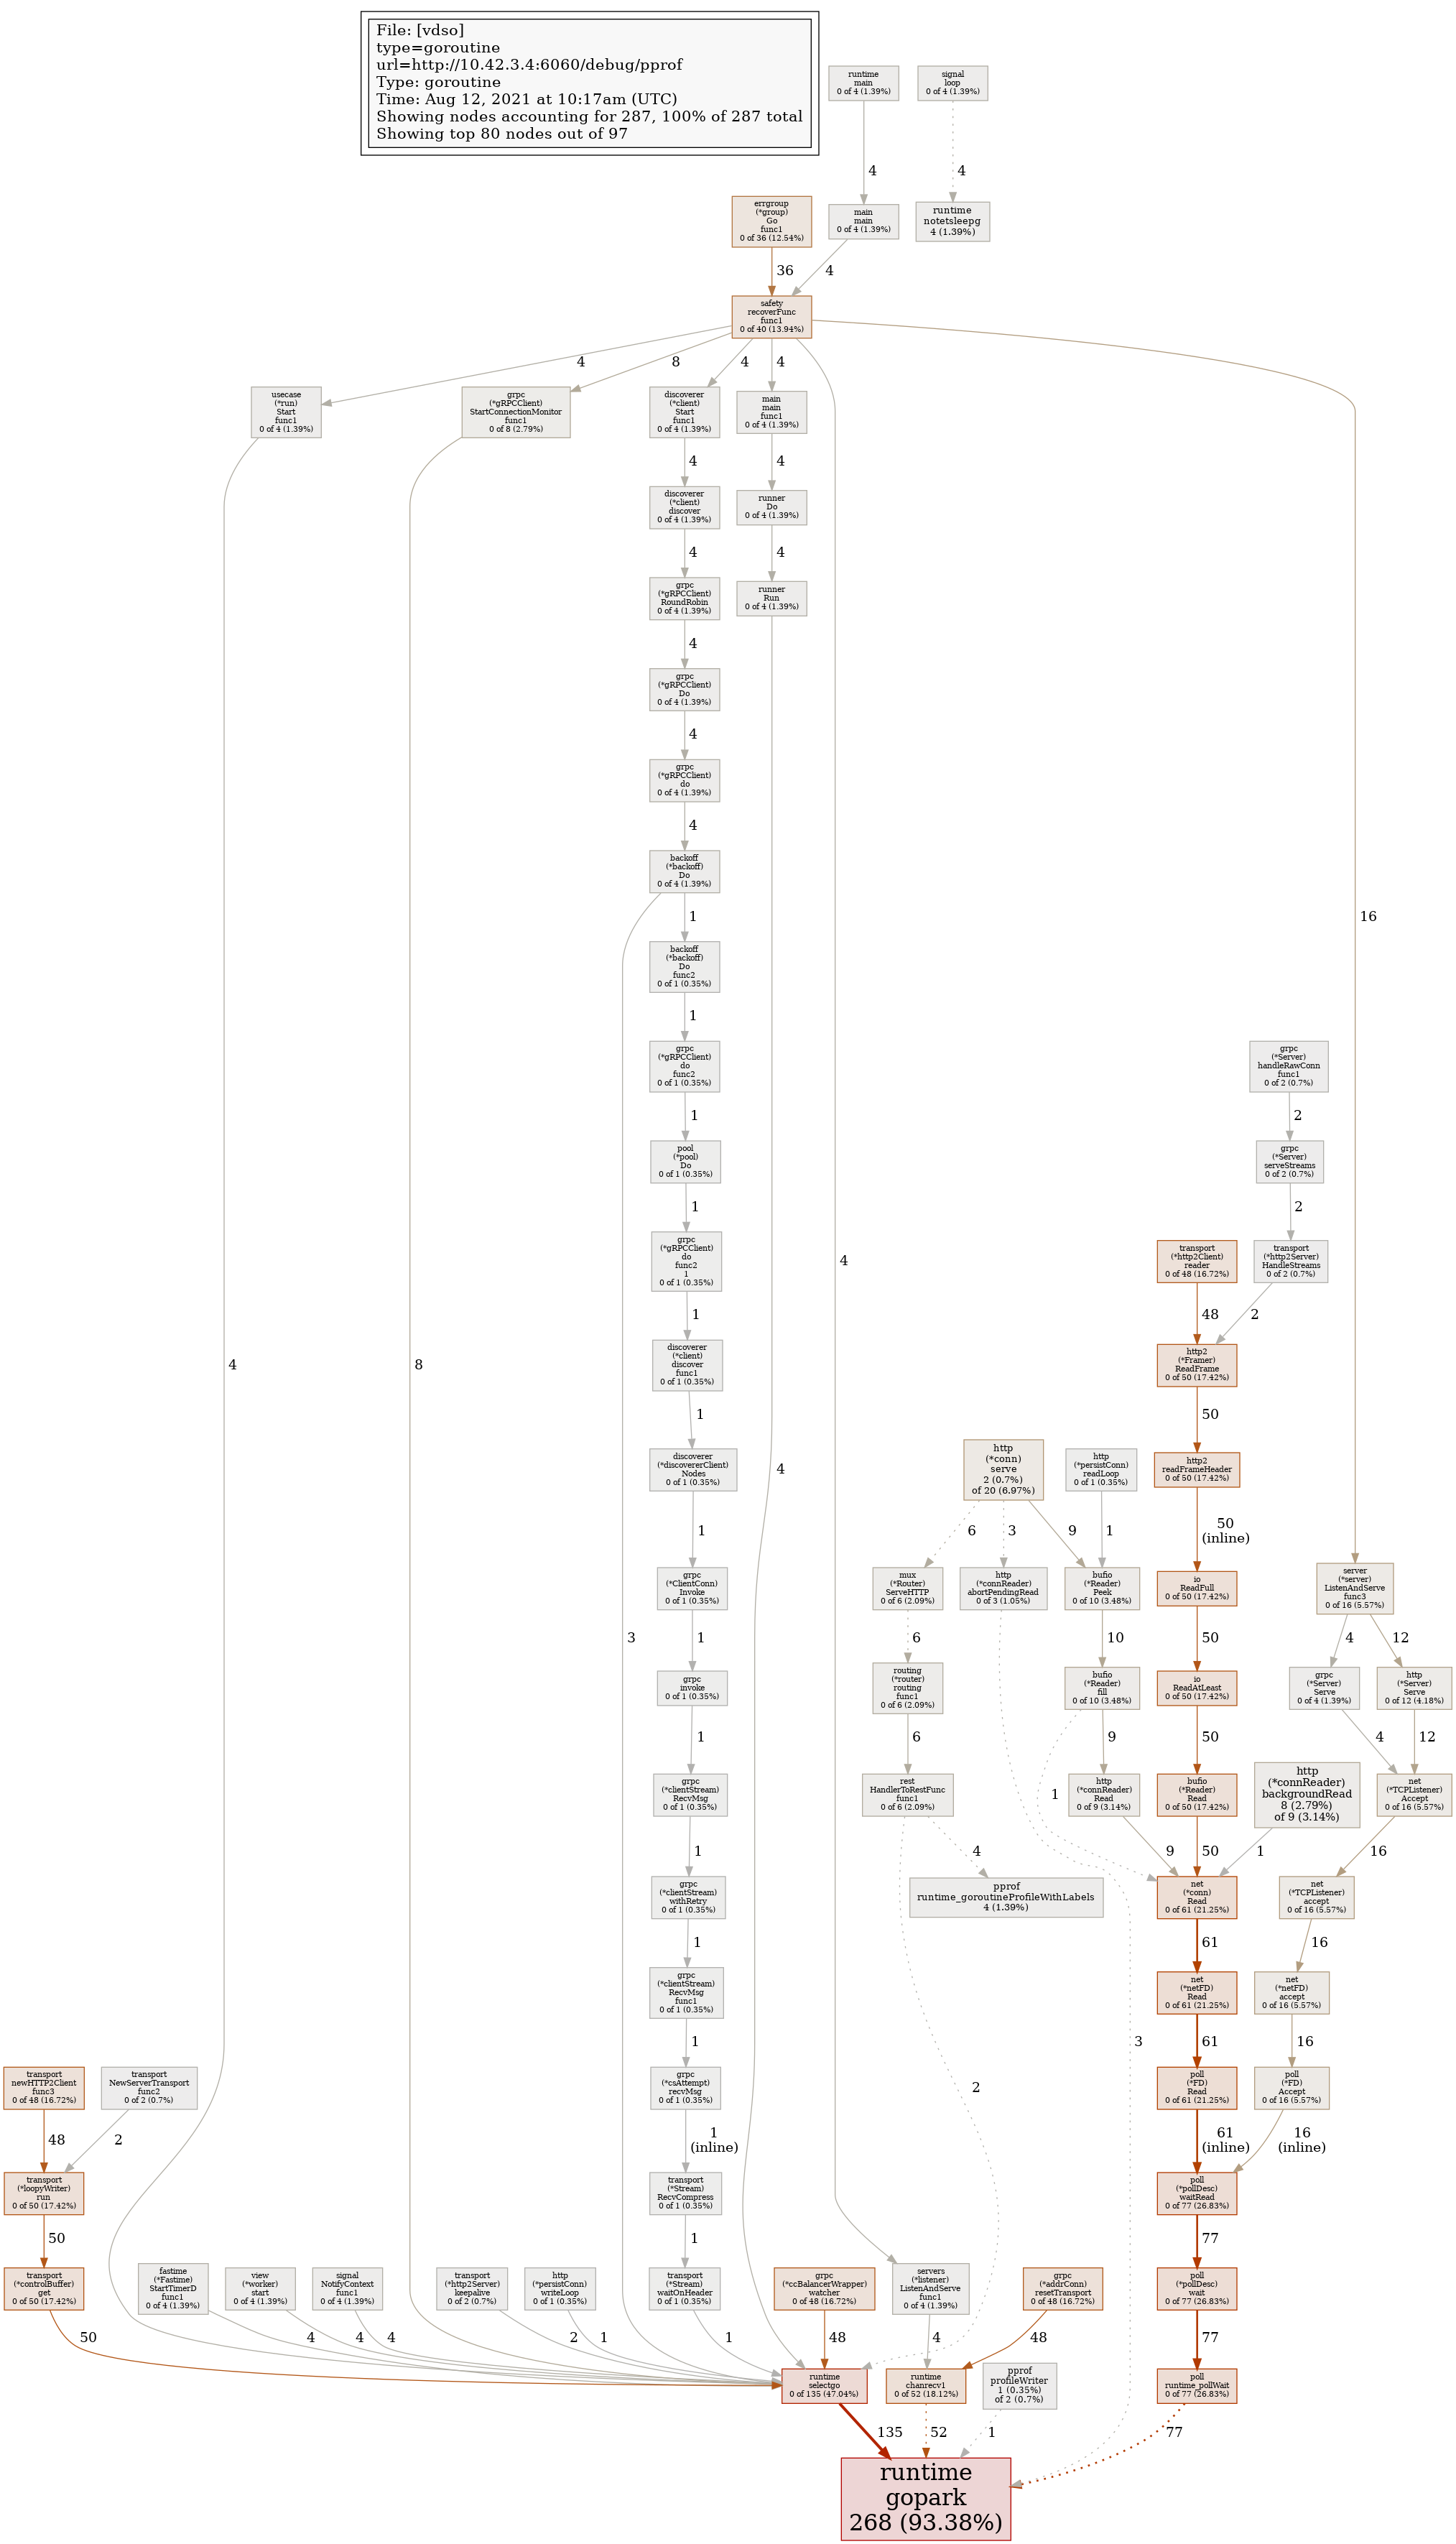 File: [vdso]
type=goroutine
url=http://10.42.3.4:6060/debug/pprof
Type: goroutine
Time: Aug 12, 2021 at 10:17am (UTC)
Showing nodes accounting for 287, 100% of 287 total
Showing top 80 nodes out of 97
runtime
main
0 of 4 (1.39%)
signal
loop
0 of 4 (1.39%)
4
4
errgroup
(*group)
Go
func1
0 of 36 (12.54%)
main
main
0 of 4 (1.39%)
runtime
notetsleepg
4 (1.39%)
36
4
safety
recoverFunc
func1
0 of 40 (13.94%)
4
8
4
4
usecase
(*run)
Start
func1
0 of 4 (1.39%)
grpc
(*gRPCClient)
StartConnectionMonitor
func1
0 of 8 (2.79%)
discoverer
(*client)
Start
func1
0 of 4 (1.39%)
main
main
func1
0 of 4 (1.39%)
4
4
discoverer
(*client)
discover
0 of 4 (1.39%)
runner
Do
0 of 4 (1.39%)
4
4
grpc
(*gRPCClient)
RoundRobin
0 of 4 (1.39%)
runner
Run
0 of 4 (1.39%)
4
grpc
(*gRPCClient)
Do
0 of 4 (1.39%)
4
grpc
(*gRPCClient)
do
0 of 4 (1.39%)
4
backoff
(*backoff)
Do
0 of 4 (1.39%)
1
16
backoff
(*backoff)
Do
func2
0 of 1 (0.35%)
1
grpc
(*gRPCClient)
do
func2
0 of 1 (0.35%)
grpc
(*Server)
handleRawConn
func1
0 of 2 (0.7%)
1
2
pool
(*pool)
Do
0 of 1 (0.35%)
grpc
(*Server)
serveStreams
0 of 2 (0.7%)
1
2
grpc
(*gRPCClient)
do
func2
1
0 of 1 (0.35%)
4
transport
(*http2Client)
reader
0 of 48 (16.72%)
transport
(*http2Server)
HandleStreams
0 of 2 (0.7%)
1
48
2
discoverer
(*client)
discover
func1
0 of 1 (0.35%)
4
8
http2
(*Framer)
ReadFrame
0 of 50 (17.42%)
1
50
discoverer
(*discovererClient)
Nodes
0 of 1 (0.35%)
4
http
(*conn)
serve
2 (0.7%)
of 20 (6.97%)
http
(*persistConn)
readLoop
0 of 1 (0.35%)
http2
readFrameHeader
0 of 50 (17.42%)
1
6
3
9
1
50
(inline)
grpc
(*ClientConn)
Invoke
0 of 1 (0.35%)
mux
(*Router)
ServeHTTP
0 of 6 (2.09%)
http
(*connReader)
abortPendingRead
0 of 3 (1.05%)
bufio
(*Reader)
Peek
0 of 10 (3.48%)
io
ReadFull
0 of 50 (17.42%)
server
(*server)
ListenAndServe
func3
0 of 16 (5.57%)
3
1
6
10
50
4
12
grpc
invoke
0 of 1 (0.35%)
routing
(*router)
routing
func1
0 of 6 (2.09%)
bufio
(*Reader)
fill
0 of 10 (3.48%)
io
ReadAtLeast
0 of 50 (17.42%)
grpc
(*Server)
Serve
0 of 4 (1.39%)
http
(*Server)
Serve
0 of 12 (4.18%)
1
6
9
50
4
12
grpc
(*clientStream)
RecvMsg
0 of 1 (0.35%)
rest
HandlerToRestFunc
func1
0 of 6 (2.09%)
1
http
(*connReader)
Read
0 of 9 (3.14%)
bufio
(*Reader)
Read
0 of 50 (17.42%)
http
(*connReader)
backgroundRead
8 (2.79%)
of 9 (3.14%)
net
(*TCPListener)
Accept
0 of 16 (5.57%)
1
4
9
50
1
16
grpc
(*clientStream)
withRetry
0 of 1 (0.35%)
pprof
runtime_goroutineProfileWithLabels
4 (1.39%)
net
(*conn)
Read
0 of 61 (21.25%)
net
(*TCPListener)
accept
0 of 16 (5.57%)
1
61
16
grpc
(*clientStream)
RecvMsg
func1
0 of 1 (0.35%)
net
(*netFD)
Read
0 of 61 (21.25%)
net
(*netFD)
accept
0 of 16 (5.57%)
1
3
61
16
transport
newHTTP2Client
func3
0 of 48 (16.72%)
transport
NewServerTransport
func2
0 of 2 (0.7%)
grpc
(*csAttempt)
recvMsg
0 of 1 (0.35%)
2
poll
(*FD)
Read
0 of 61 (21.25%)
poll
(*FD)
Accept
0 of 16 (5.57%)
48
2
1
(inline)
61
(inline)
16
(inline)
transport
(*loopyWriter)
run
0 of 50 (17.42%)
transport
(*Stream)
RecvCompress
0 of 1 (0.35%)
poll
(*pollDesc)
waitRead
0 of 77 (26.83%)
50
1
77
transport
(*controlBuffer)
get
0 of 50 (17.42%)
fastime
(*Fastime)
StartTimerD
func1
0 of 4 (1.39%)
view
(*worker)
start
0 of 4 (1.39%)
signal
NotifyContext
func1
0 of 4 (1.39%)
transport
(*http2Server)
keepalive
0 of 2 (0.7%)
http
(*persistConn)
writeLoop
0 of 1 (0.35%)
transport
(*Stream)
waitOnHeader
0 of 1 (0.35%)
grpc
(*ccBalancerWrapper)
watcher
0 of 48 (16.72%)
servers
(*listener)
ListenAndServe
func1
0 of 4 (1.39%)
grpc
(*addrConn)
resetTransport
0 of 48 (16.72%)
poll
(*pollDesc)
wait
0 of 77 (26.83%)
50
4
4
4
2
1
1
48
4
48
77
runtime
selectgo
0 of 135 (47.04%)
runtime
chanrecv1
0 of 52 (18.12%)
pprof
profileWriter
1 (0.35%)
of 2 (0.7%)
poll
runtime_pollWait
0 of 77 (26.83%)
135
52
1
77
runtime
gopark
268 (93.38%)